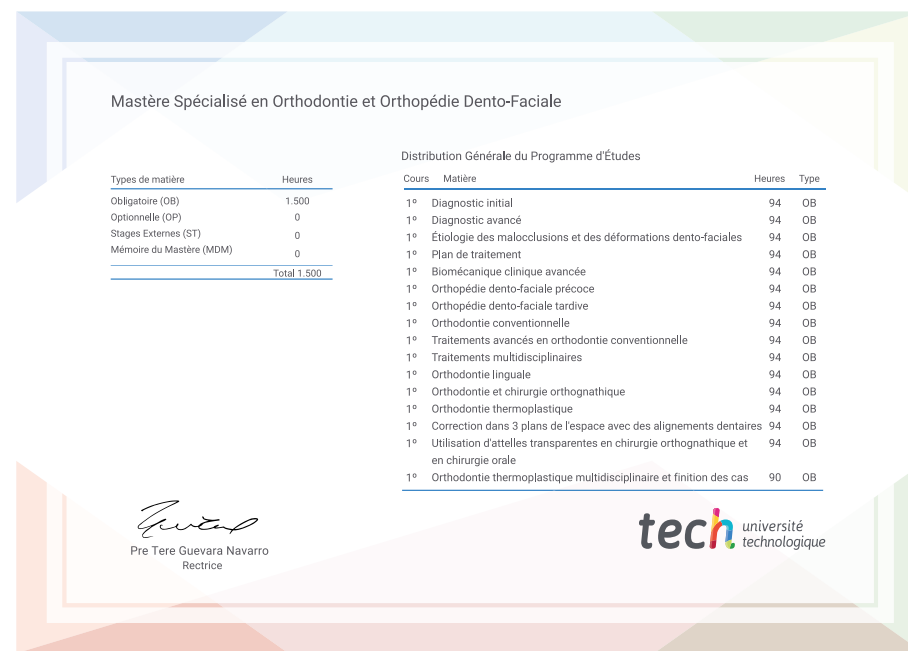 Mastère Spécialisé en Orthodontie et Orthopédie Dento-Faciale
Types de matière Heures
Obligatoire (OB) 1.500
Optionnelle (OP) 0
Stages Externes (ST) 0
Mémoire du Mastère (MDM) 0
Total 1.500
Distribution Générale du Programme d'Études
Cours Matière Heures Type
1º Diagnostic initial 94 OB
1º Diagnostic avancé 94 OB
1º Étiologie des malocclusions et des déformations dento-faciales 94 OB
1º Plan de traitement 94 OB
1º Biomécanique clinique avancée 94 OB
1º Orthopédie dento-faciale précoce 94 OB
1º Orthopédie dento-faciale tardive 94 OB
1º Orthodontie conventionnelle 94 OB
1º Traitements avancés en orthodontie conventionnelle 94 OB
1º Traitements multidisciplinaires 94 OB
1º Orthodontie linguale 94 OB
1º Orthodontie et chirurgie orthognathique 94 OB
1º Orthodontie thermoplastique 94 OB
1º Correction dans 3 plans de l'espace avec des alignements dentaires 94 OB
1º Utilisation d'attelles transparentes en chirurgie orthognathique et 94 OB
en chirurgie orale
1º Orthodontie thermoplastique multidisciplinaire et finition des cas 90 OB
Pre Tere Guevara Navarro
Rectrice
tech université
technologique